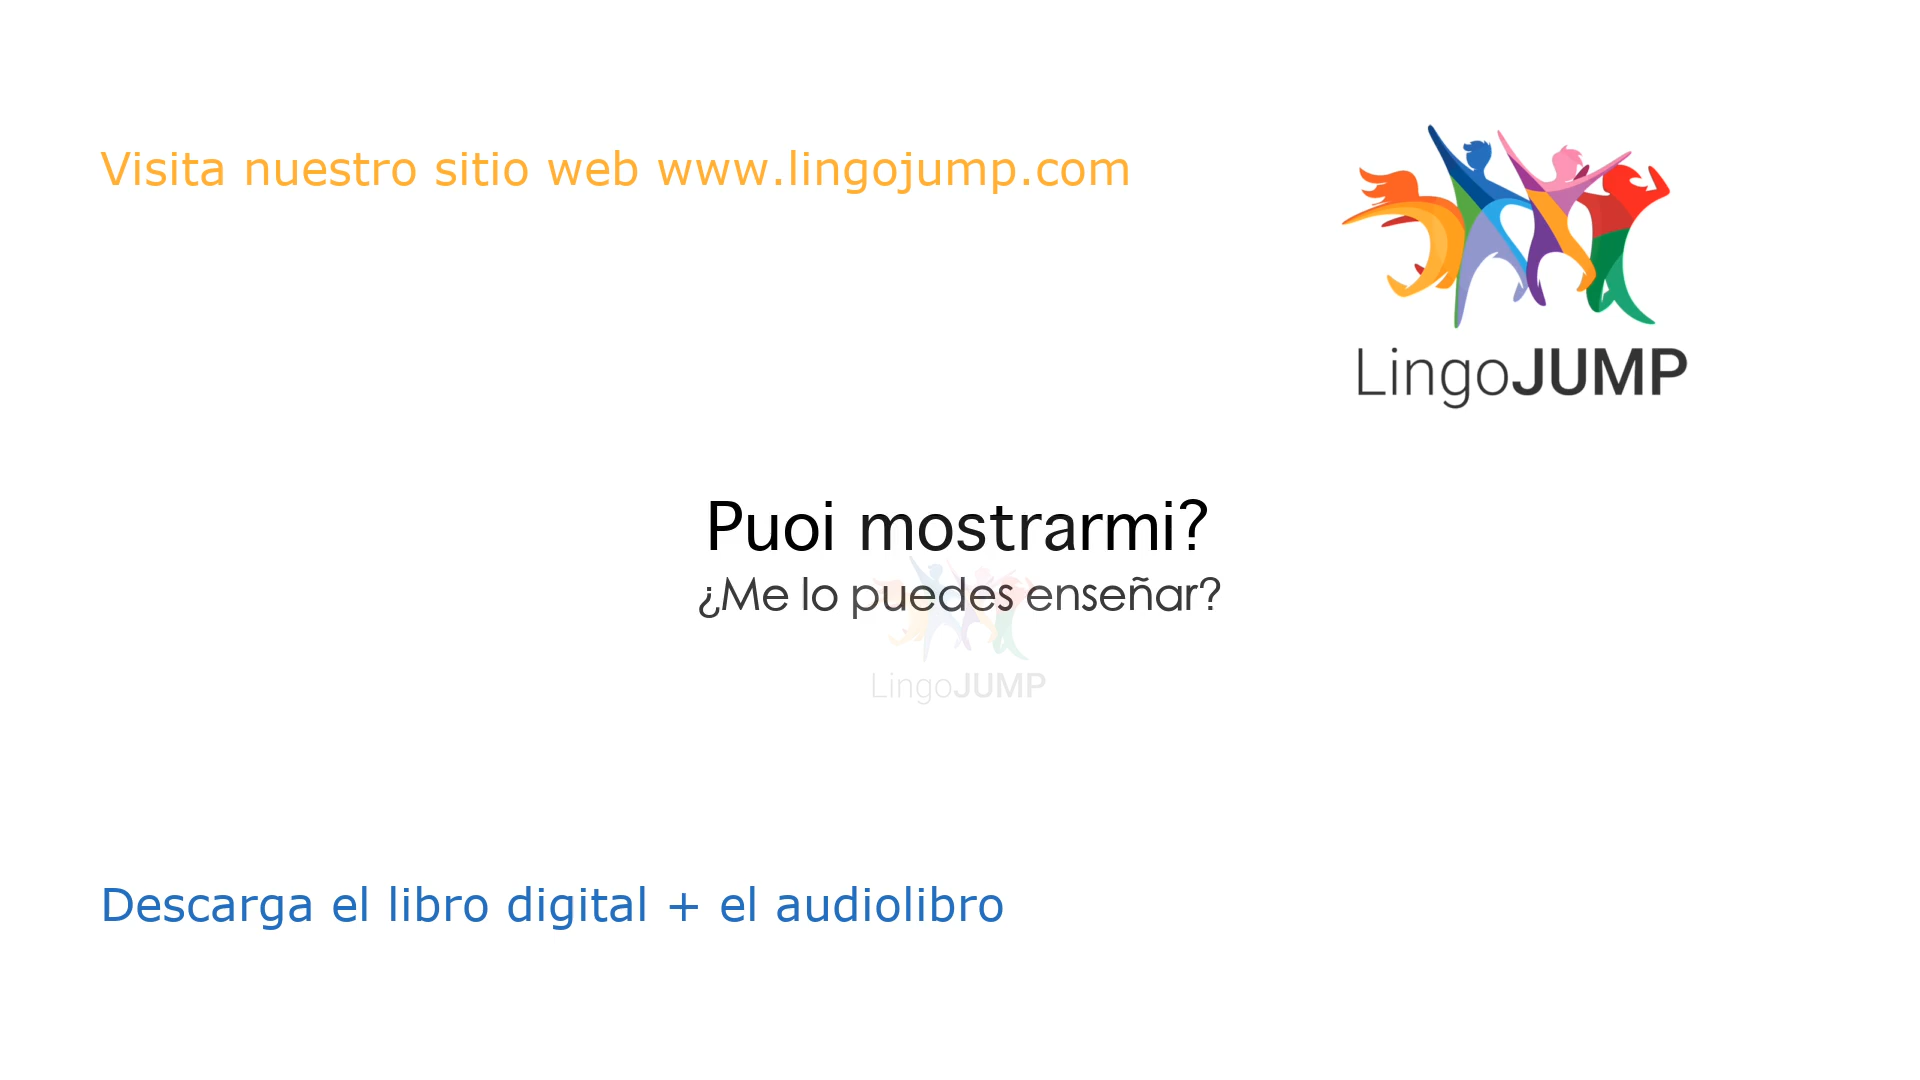 Visita nuestro sitio web www.lingojump.com
LingoJUMP
Puoi mostrarmi?
¿Me lo puedes enseñar?
LingoJUMP
Descarga el libro digital + el audiolibro